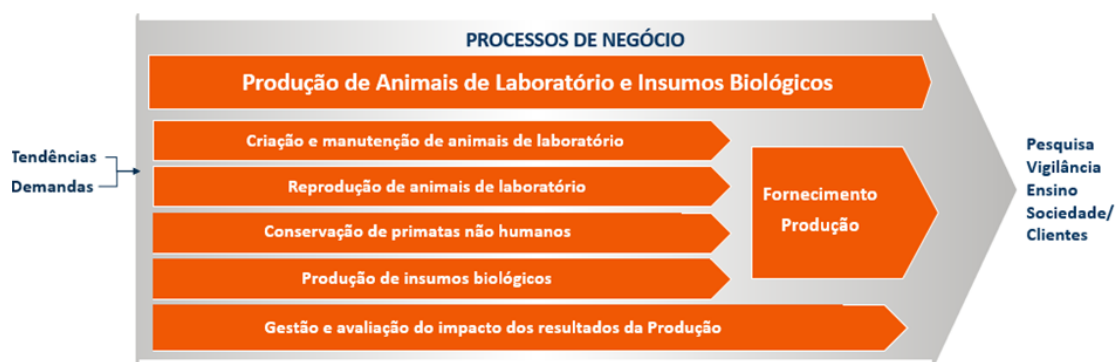 PROCESSOS DE NEGÓCIO
Produção de Animais de Laboratório e Insumos Biológicos
Tendências
Demandas
Criação e manutenção de animais de laboratório
Reprodução de animais de laboratório
Conservação de primatas não humanos
Produção de insumos biológicos
Gestão e avaliação do impacto dos resultados da Produção
Fornecimento
Produção
Pesquisa
Vigilância
Ensino
Sociedade/
Clientes